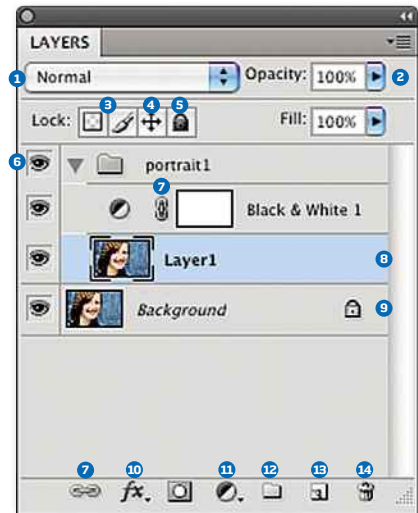 LAYERS
1 Normal Opacity: 100% 2
3 4 5
Lock: Fill: 100%
6 portrait1
7
Black & White 1
Layer1 8
Background 9
7 10 11 12 13 14
fx.